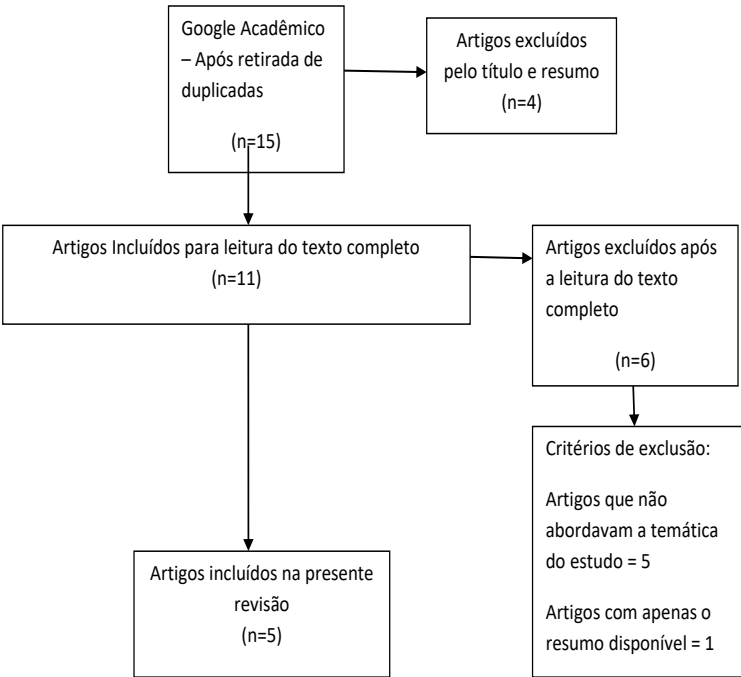 Google Acadêmico
– Após retirada de
duplicadas
(n=15)
Artigos excluídos
pelo título e resumo
(n=4)
Artigos Incluídos para leitura do texto completo
(n=11)
Artigos excluídos após
a leitura do texto
completo
(n=6)
Critérios de exclusão:
Artigos que não
abordavam a temática
do estudo = 5
Artigos com apenas o
resumo disponível = 1
Artigos incluídos na presente
revisão
(n=5)